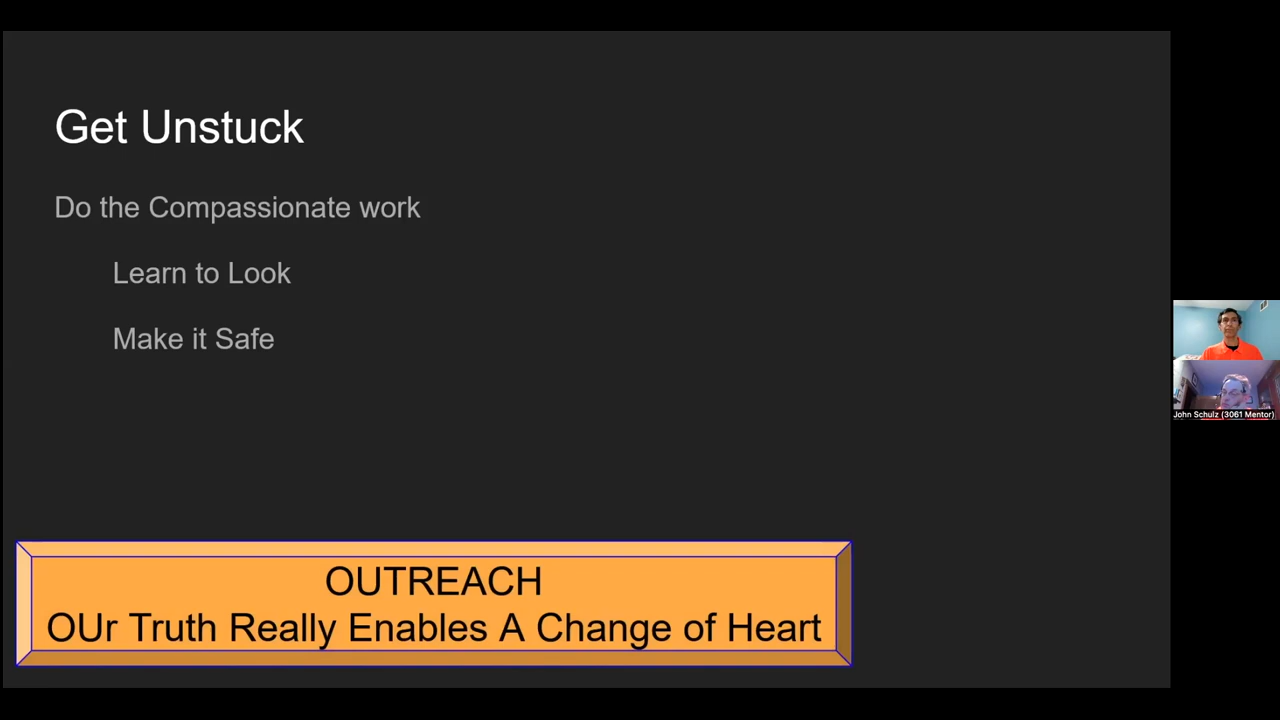 Get Unstuck
Do the Compassionate work
Learn to Look
Make it Safe
OUTREACH
OUr Truth Really Enables A Change of Heart
John Schulz (3061 Mentor)